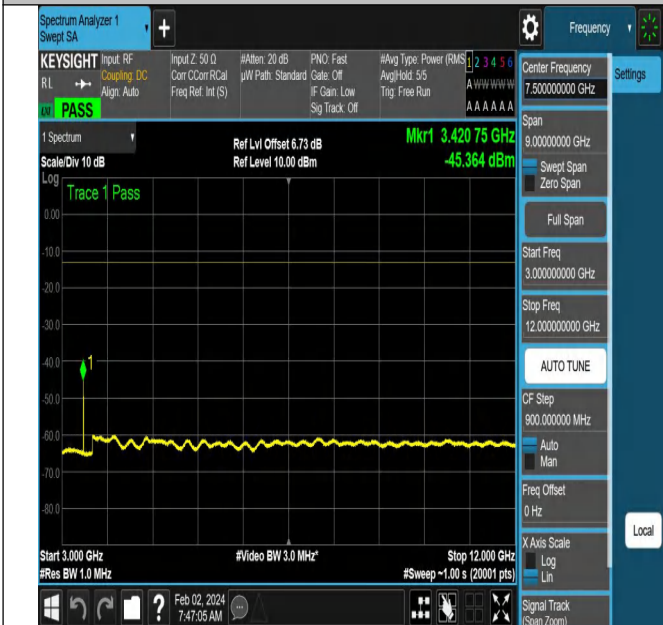 Spectrum Analyzer 1
Swept SA
Frequency
KEYSIGHT
RL
PASS
Input: RF
Coupling: DC
Align: Auto
Input Z: 50 Ω
Corr CCorr RCal
Freq Ref: Int (S)
#Atten: 20 dB
µW Path: Standard
PNO: Fast
Gate: Off
IF Gain: Low
Sig Track: Off
#Avg Type: Power (RMS
Avg|Hold: 5/5
Trig: Free Run
1 2 3 4 5 6
A W W W W W
A A A A A A
Center Frequency
7.500000000 GHz
Settings
Span
9.00000000 GHz
Swept Span
Zero Span
Full Span
Start Freq
3.000000000 GHz
Stop Freq
12.000000000 GHz
AUTO TUNE
CF Step
900.000000 MHz
Auto
Man
Freq Offset
0 Hz
X Axis Scale
Log
Lin
Signal Track
(Span Zoom)
Local
1 Spectrum
Scale/Div 10 dB
Log
Ref Lvl Offset 6.73 dB
Ref Level 10.00 dBm
Mkr1 3.420 75 GHz
-45.364 dBm
Trace 1 Pass
0.00
-10.0
-20.0
-30.0
-40.0
-50.0
-60.0
-70.0
-80.0
1
Start 3.000 GHz
#Res BW 1.0 MHz
#Video BW 3.0 MHz*
Stop 12.000 GHz
#Sweep ~1.00 s (20001 pts)
?
Feb 02, 2024
7:47:05 AM